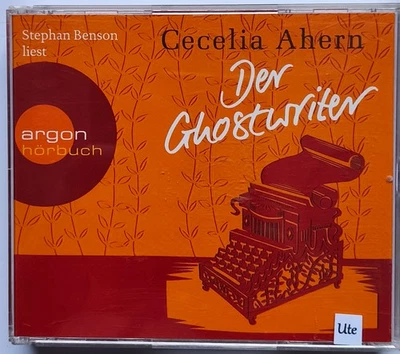 Stephan Benson
liest
Cecelia Ahern
Der
Ghostwriter
argon
hörbuch
Ute